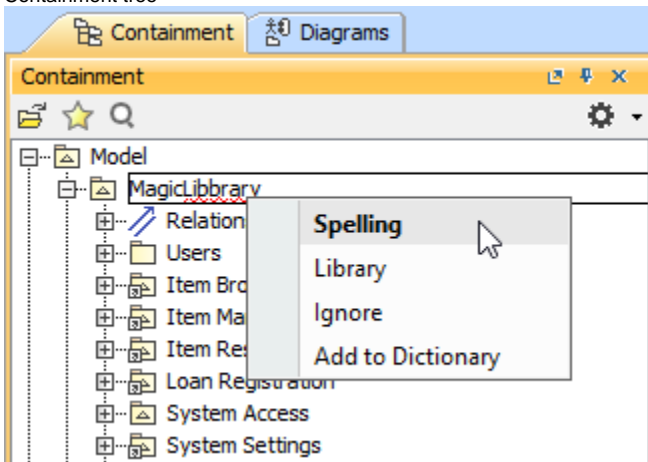 Containment tree
Containment Diagrams
Containment
Model
MagicLibbrary
Relation
Users
Item Bro
Item Ma
Item Res
Loan Registration
System Access
System Settings
Spelling
Library
Ignore
Add to Dictionary